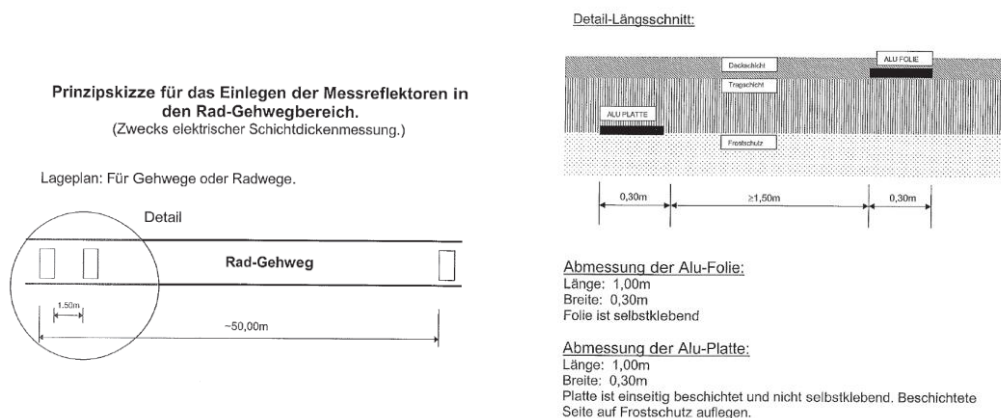 Prinzipskizze für das Einlegen der Messreflektoren in
den Rad-Gehwegbereich.
(Zwecks elektrischer Schichtdickenmessung.)
Lageplan: Für Gehwege oder Radwege.
Detail
Rad-Gehweg
1,50m
~50,00m
Detail-Längsschnitt:
Deckschicht
ALU FOLIE
Tragschicht
ALU PLATTE
Frostschutz
0,30m
≥1,50m
0,30m
Abmessung der Alu-Folie:
Länge: 1,00m
Breite: 0,30m
Folie ist selbstklebend
Abmessung der Alu-Platte:
Länge: 1,00m
Breite: 0,30m
Platte ist einseitig beschichtet und nicht selbstklebend. Beschichtete
Seite auf Frostschutz auflegen.